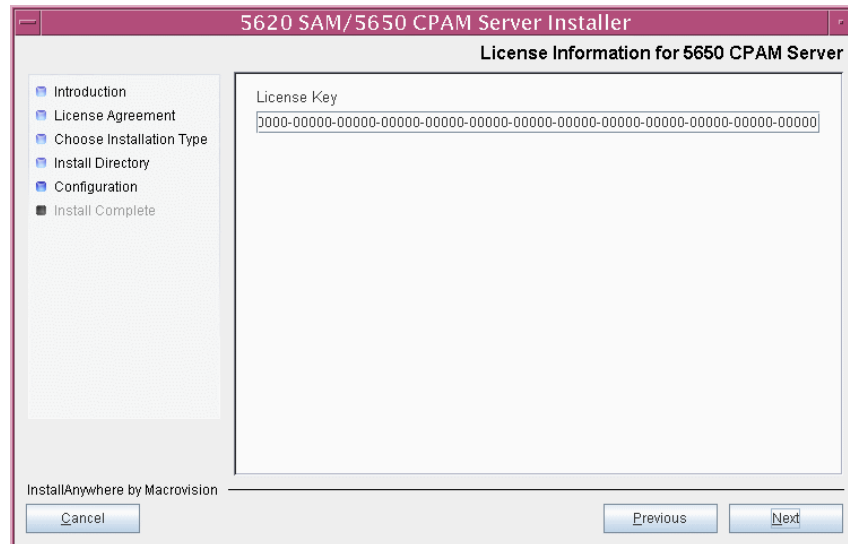 5620 SAM/5650 CPAM Server Installer
License Information for 5650 CPAM Server
Introduction
License Agreement
Choose Installation Type
Install Directory
Configuration
Install Complete
License Key
0000-00000-00000-00000-00000-00000-00000-00000-00000-00000-00000-00000-00000
InstallAnywhere by Macrovision
Cancel
Previous
Next